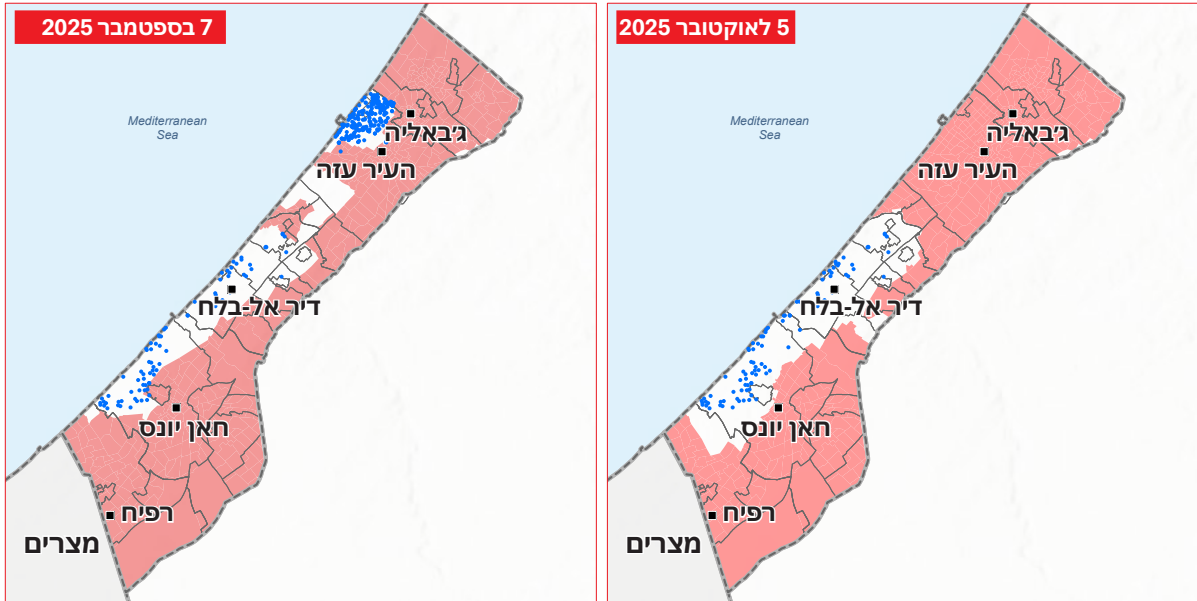 7 בספטמבר 2025
Mediterranean
Sea
ג'באליה
העיר עזה
דיר אל-בלח
חאן יונס
רפיח
מצרים
5 לאוקטובר 2025
Mediterranean
Sea
ג'באליה
העיר עזה
דיר אל-בלח
חאן יונס
רפיח
מצרים